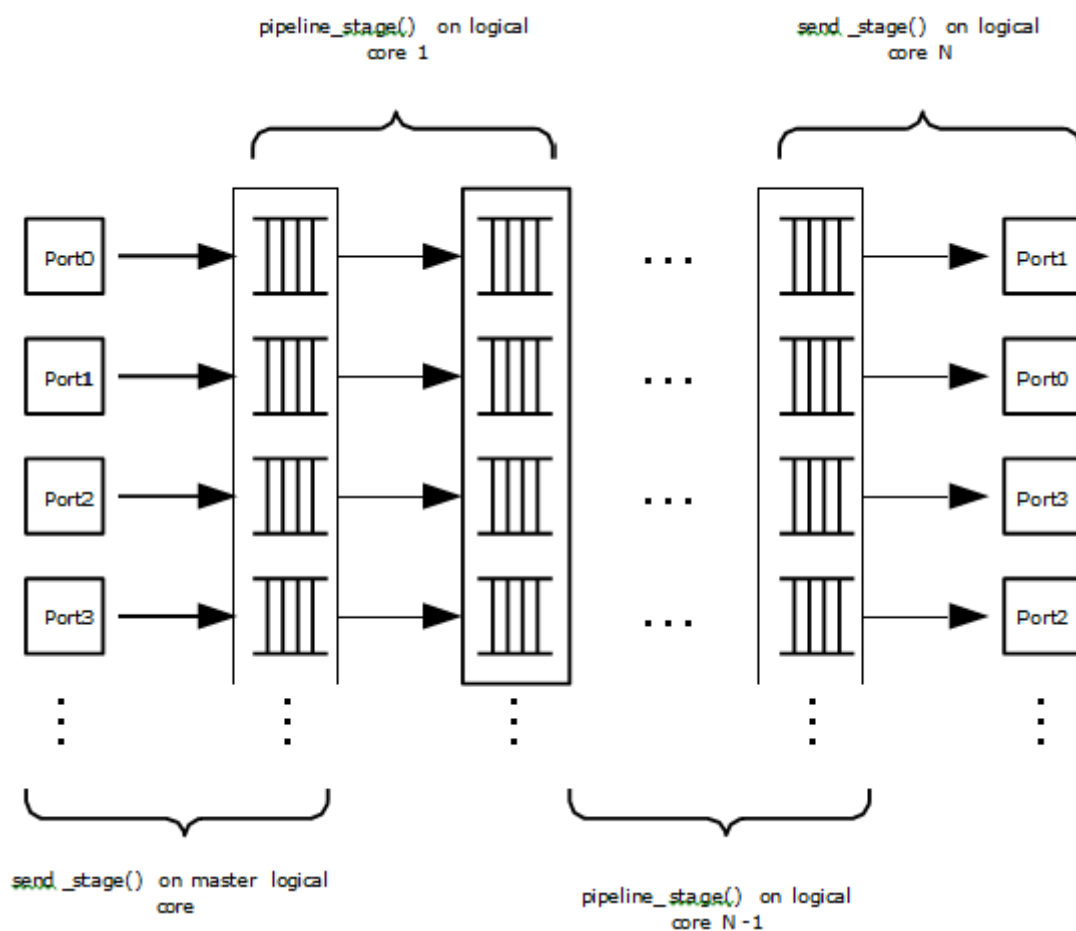 pipeline_stage() on logical
core 1
send _stage() on logical
core N
Port0
Port1
Port1
Port0
Port2
Port3
Port3
Port2
send _stage() on master logical
core
pipeline_stage() on logical
core N-1